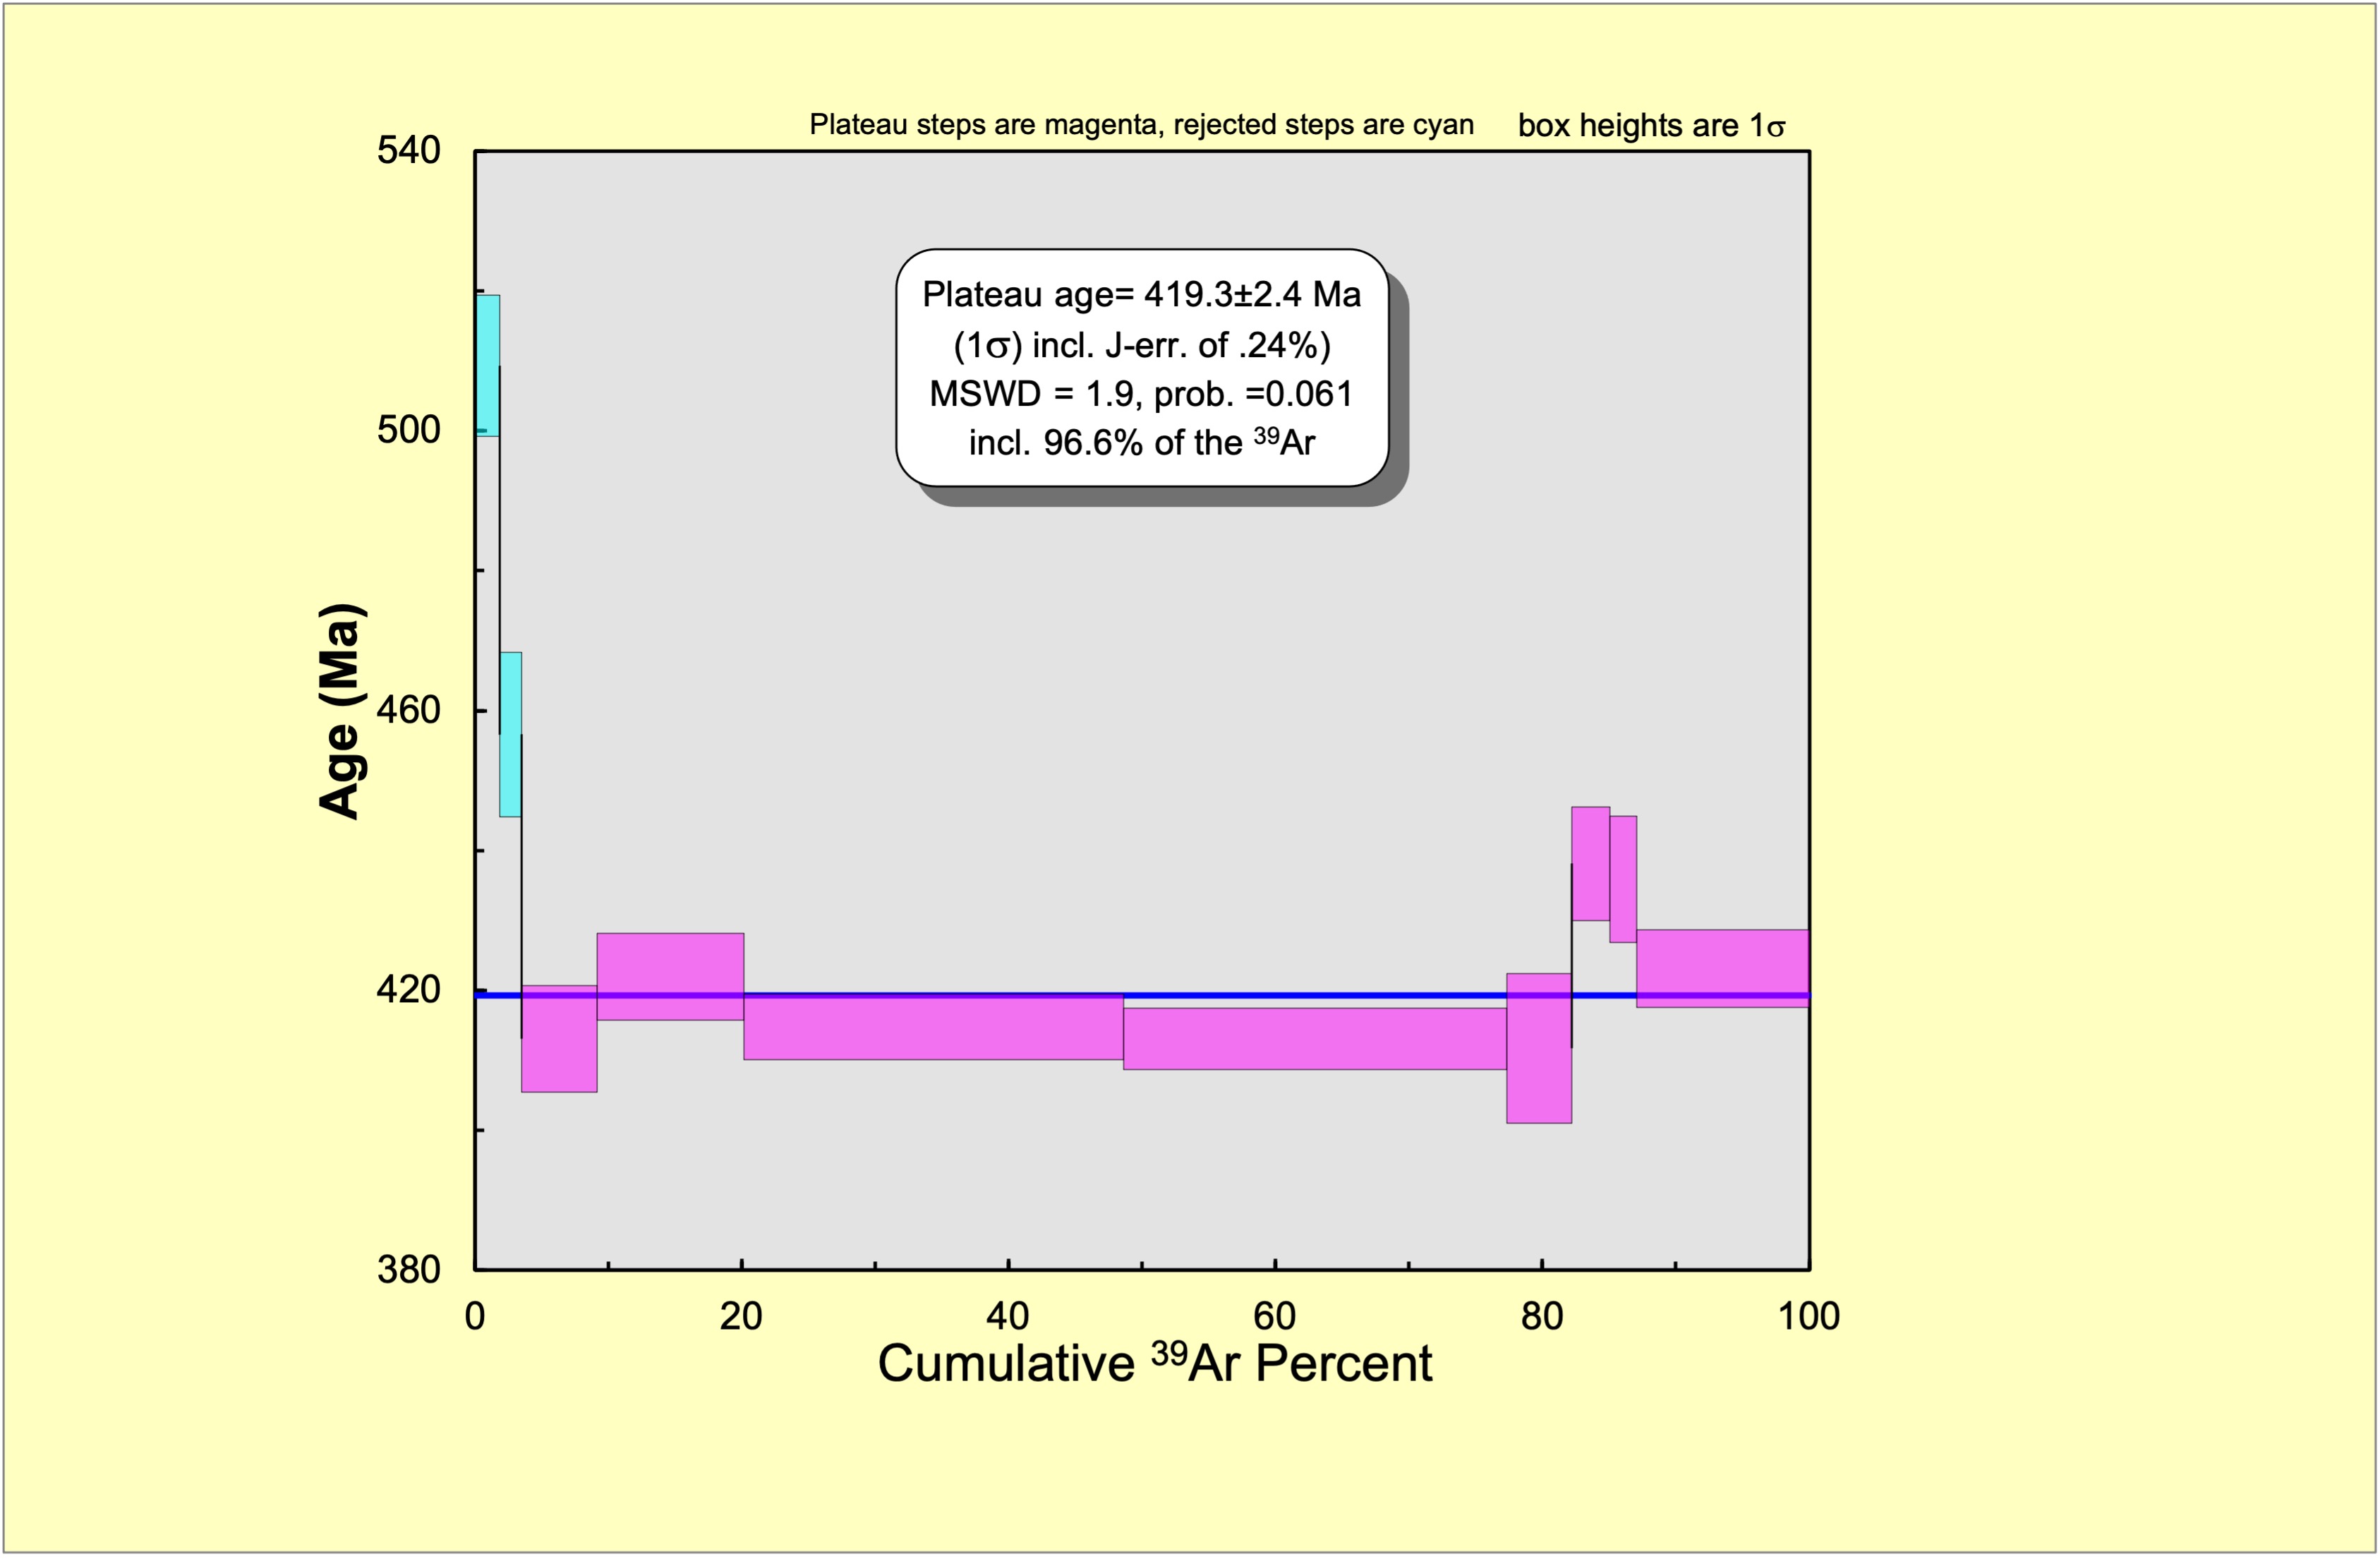 Plateau steps are magenta, rejected steps are cyan box heights are 1σ
540
500
460
420
380
Age (Ma)
Plateau age= 419.3±2.4 Ma
(1σ) incl. J-err. of .24%)
MSWD = 1.9, prob. =0.061
incl. 96.6% of the ³⁹Ar
0 20 40 60 80 100
Cumulative ³⁹Ar Percent